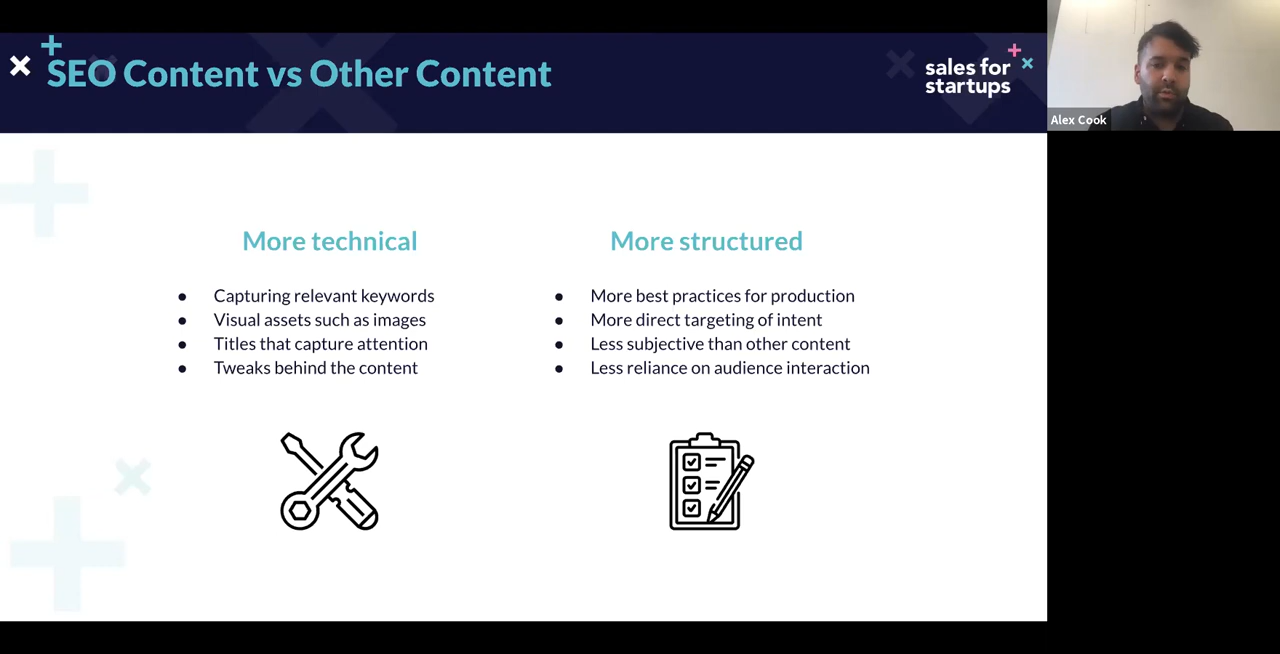 SEO Content vs Other Content
sales for
startups
Alex Cook
More technical
● Capturing relevant keywords
● Visual assets such as images
● Titles that capture attention
● Tweaks behind the content
More structured
● More best practices for production
● More direct targeting of intent
● Less subjective than other content
● Less reliance on audience interaction